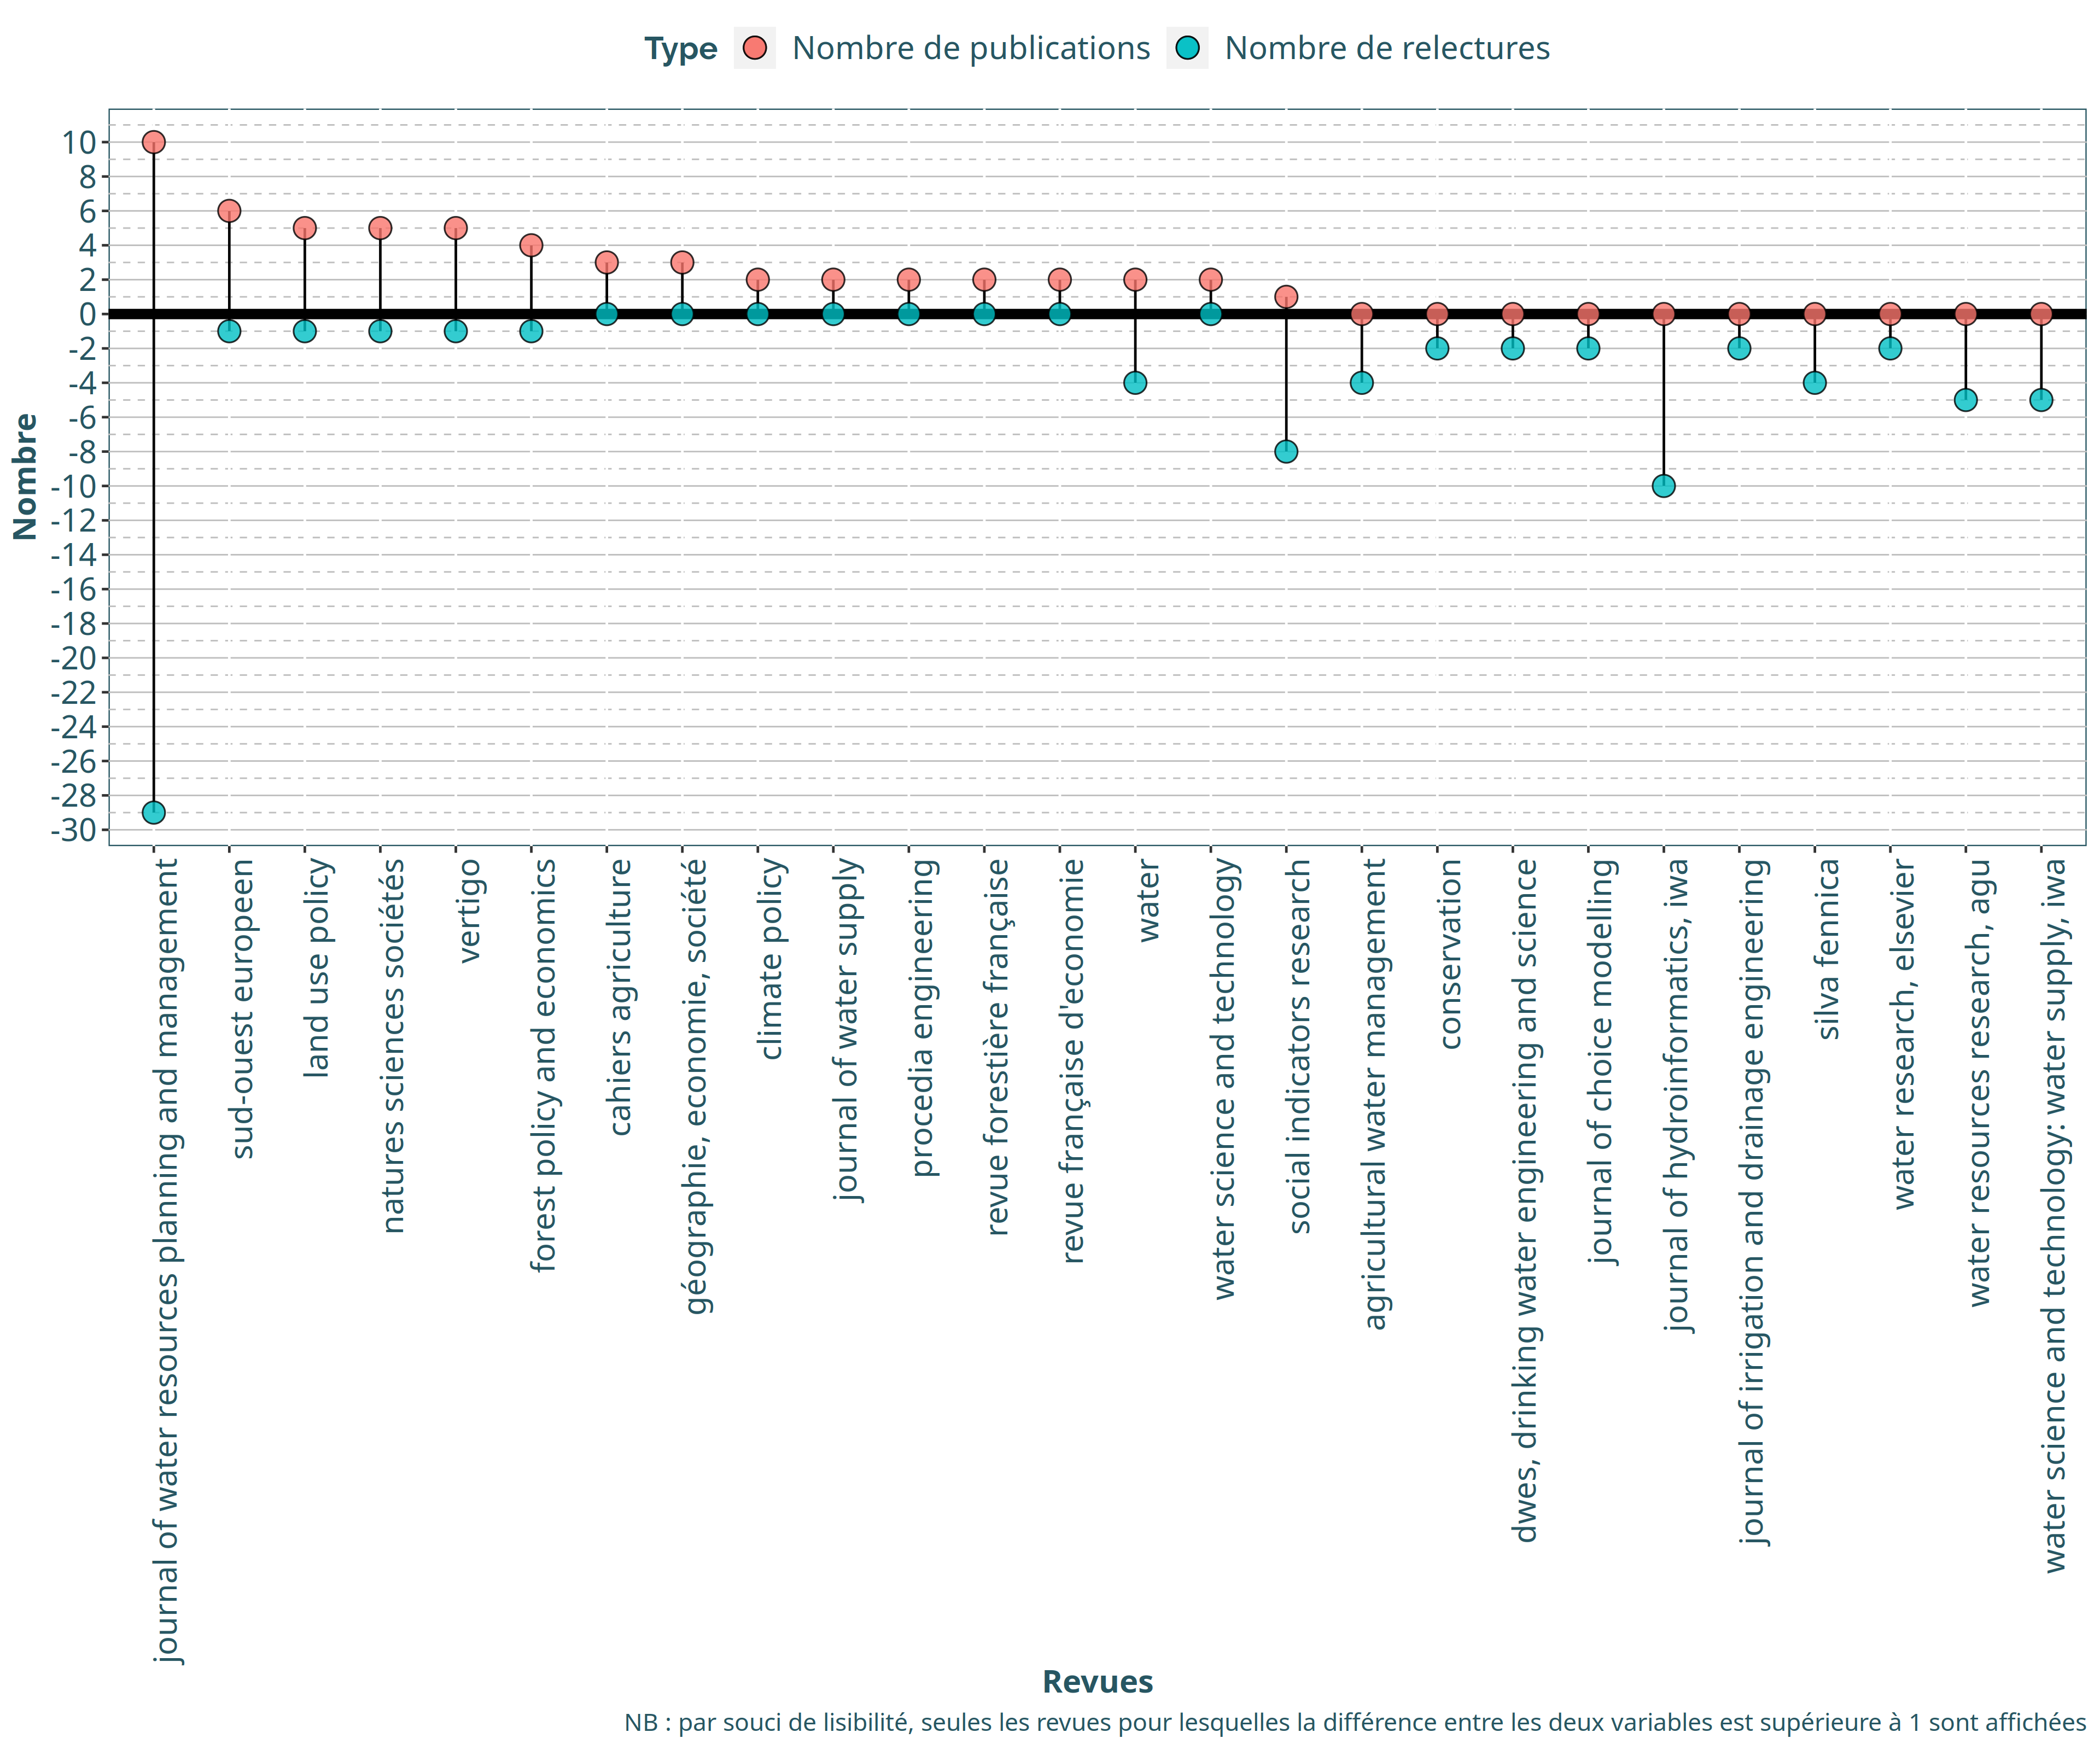 Type Nombre de publications Nombre de relectures
Nombre
10
8
6
4
2
0
-2
-4
-6
-8
-10
-12
-14
-16
-18
-20
-22
-24
-26
-28
-30
journal of water resources planning and management
sud-ouest europeen
land use policy
natures sciences sociétés
vertigo
forest policy and economics
cahiers agriculture
géographie, economie, société
climate policy
journal of water supply
procedia engineering
revue forestière française
revue française d'economie
water
water science and technology
social indicators research
agricultural water management
conservation
dwes, drinking water engineering and science
journal of choice modelling
journal of hydroinformatics, iwa
journal of irrigation and drainage engineering
silva fennica
water research, elsevier
water resources research, agu
water science and technology: water supply, iwa
Revues
NB : par souci de lisibilité, seules les revues pour lesquelles la différence entre les deux variables est supérieure à 1 sont affichées